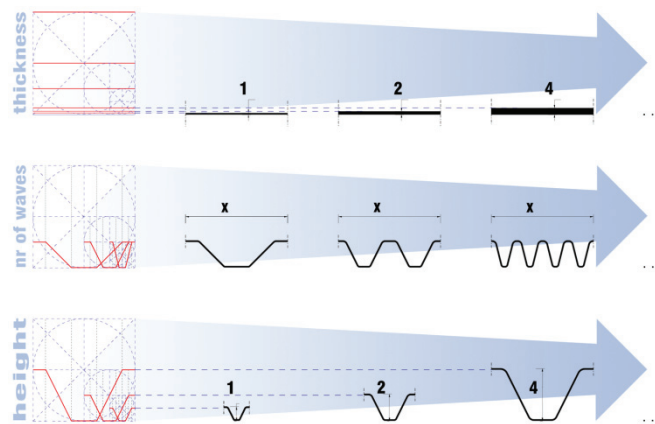 thickness
1
2
4
..
nr of waves
x
x
x
..
height
1
2
4
..